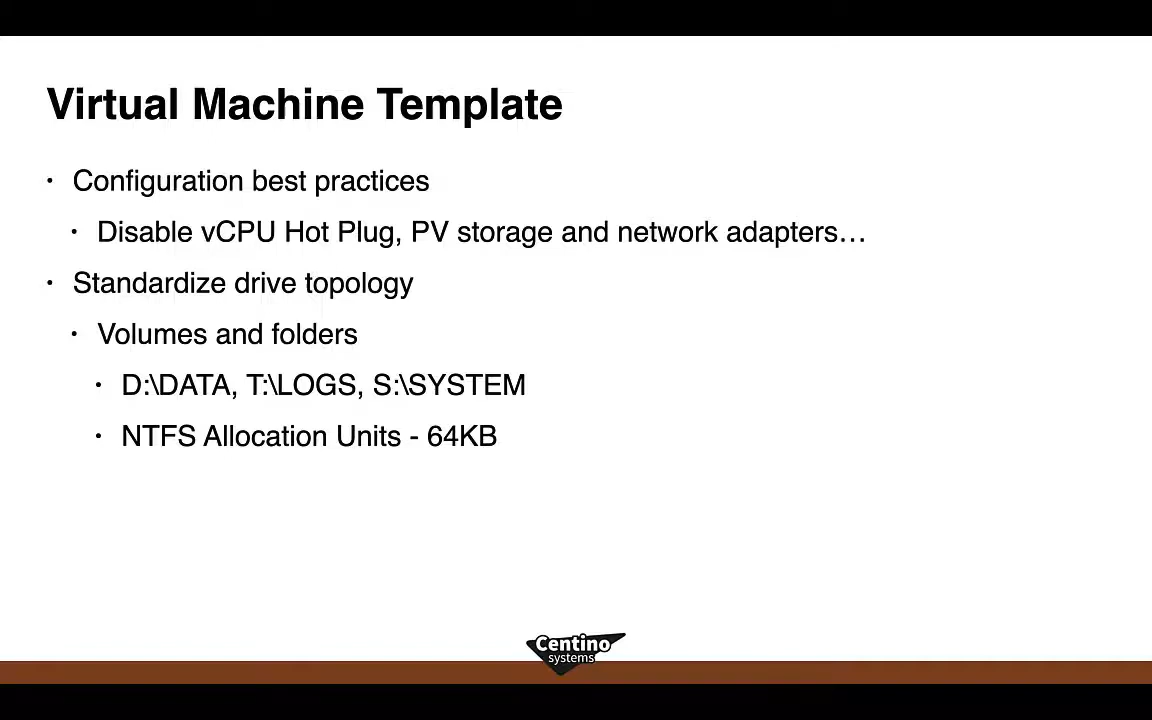 Virtual Machine Template
• Configuration best practices
• Disable vCPU Hot Plug, PV storage and network adapters…
• Standardize drive topology
• Volumes and folders
• D:\DATA, T:\LOGS, S:\SYSTEM
• NTFS Allocation Units - 64KB
Centino
systems